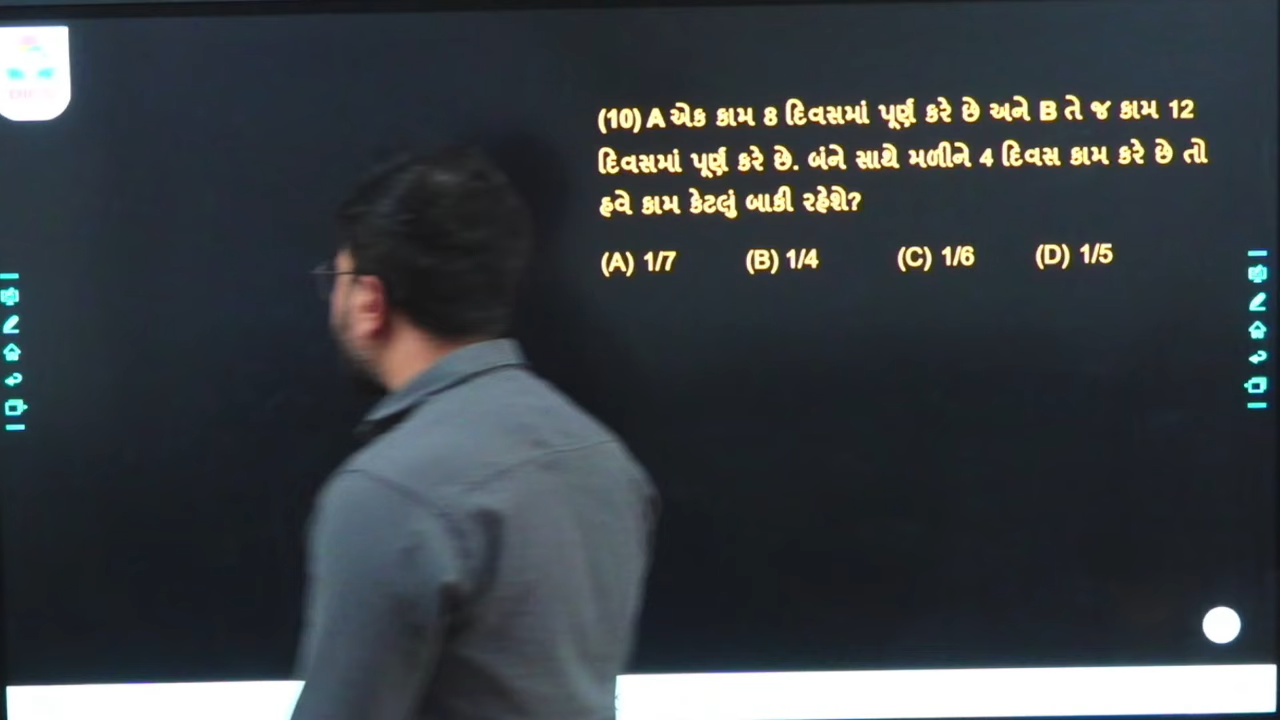 (10) A એક કામ 8 દિવસમાં પૂર્ણ કરે છે અને B તે જ કામ 12
દિવસમાં પૂર્ણ કરે છે. બંને સાથે મળીને 4 દિવસ કામ કરે છે તો
હવે કામ કેટલું બાકી રહેશે?
(A) 1/7 (B) 1/4 (C) 1/6 (D) 1/5